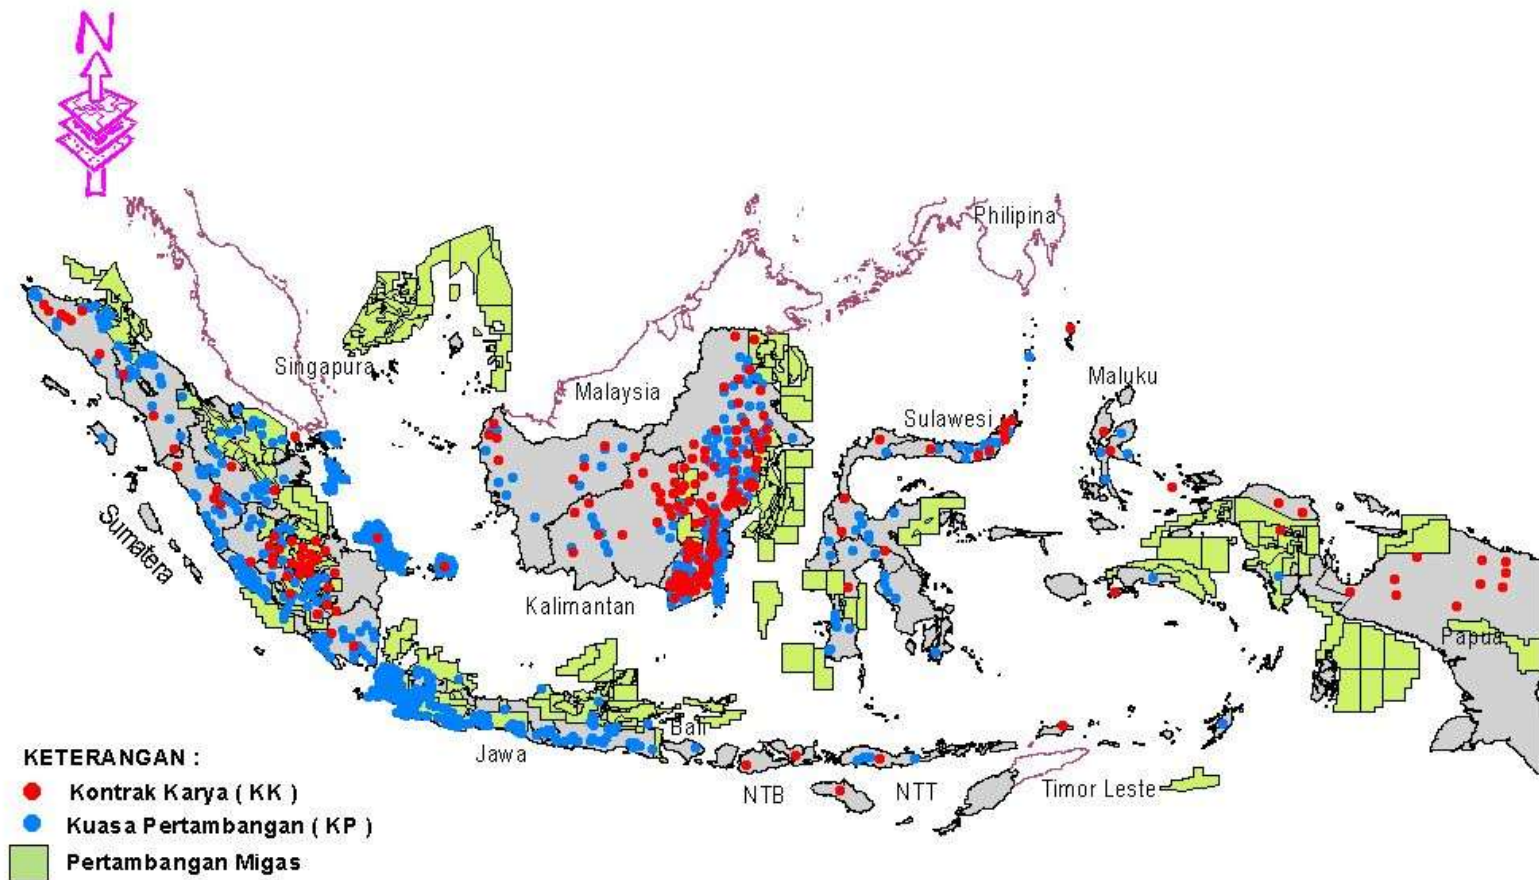 N
Philipina
Singapura
Malaysia
Maluku
Sulawesi
Sumatera
Kalimantan
Papua
Bali
Jawa
NTB
NTT
Timor Leste
KETERANGAN :
Kontrak Karya ( KK )
Kuasa Pertambangan ( KP )
Pertambangan Migas